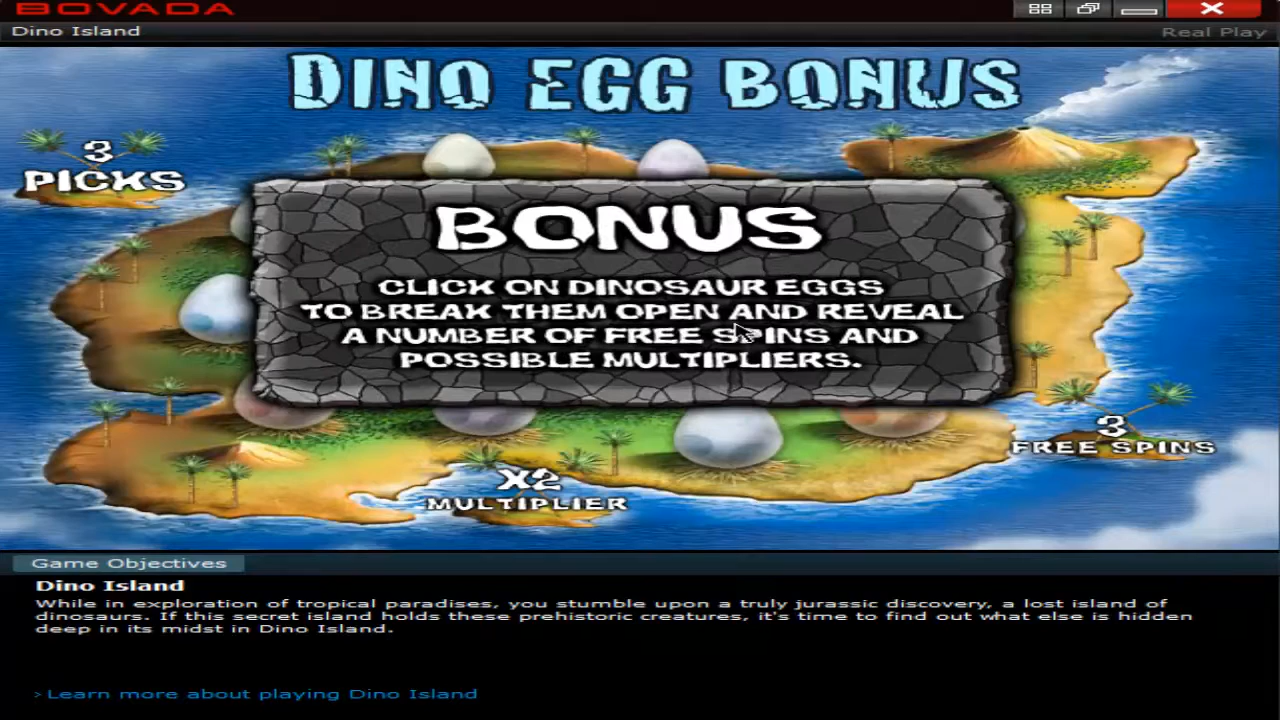 BOVADA
Dino Island
Real Play
DINO EGG BONUS
3
PICKS
BONUS
CLICK ON DINOSAUR EGGS
TO BREAK THEM OPEN AND REVEAL
A NUMBER OF FREE SPINS AND
POSSIBLE MULTIPLIERS.
3
FREE SPINS
X2
MULTIPLIER
Game Objectives
Dino Island
While in exploration of tropical paradises, you stumble upon a truly jurassic discovery, a lost island of
dinosaurs. If this secret island holds these prehistoric creatures, it's time to find out what else is hidden
deep in its midst in Dino Island.
> Learn more about playing Dino Island